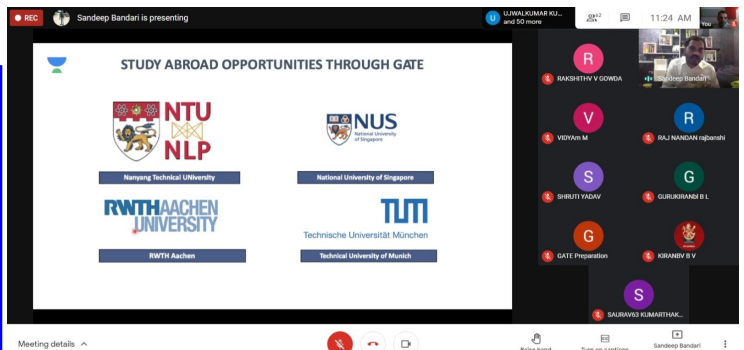 REC
Sandeep Bandari is presenting
U
UJWALKUMAR KU...
and 50 more
62
11:24 AM
You
STUDY ABROAD OPPORTUNITIES THROUGH GATE
NTU
NLP
Nanyang Technical UNiversity
NUS
National University
of Singapore
National University of Singapore
RWTHAACHEN
UNIVERSITY
RWTH Aachen
TUM
Technische Universität München
Technical University of Munich
R
RAKSHITHV V GOWDA
Sandeep Bandari
V
VIDYAm M
R
RAJ NANDAN rajbanshi
S
SHRUTI YADAV
G
GURUKIRANbl B L
G
GATE Preparation
KIRANBV B V
S
SAURAV63 KUMARTHAK...
Meeting details
Raise hand
Turn on captions
Sandeep Bandari